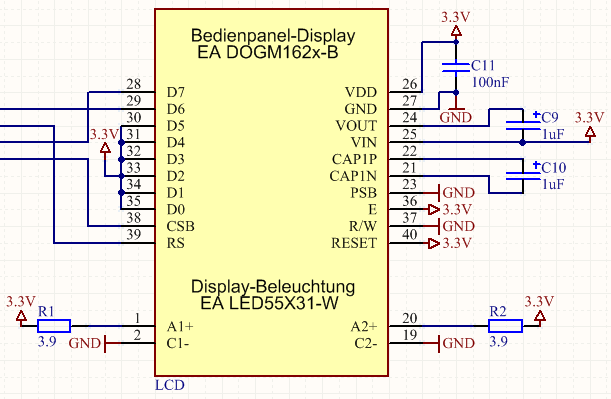 3.3V
Bedienpanel-Display
EA DOGM162x-B
C11
100nF
28 D7 VDD 26
29 D6 GND 27 GND
30 D5 VOUT 24 C9
3.3V 31 D4 VIN 25 1uF 3.3V
32 D3 CAP1P 22
33 D2 CAP1N 21 C10
34 D1 PSB 23 GND 1uF
35 D0 E 36 3.3V
38 CSB R/W 37 GND
39 RS RESET 40 3.3V
Display-Beleuchtung
EA LED55X31-W
3.3V R1 1 A1+ A2+ 20 R2 3.3V
3.9 GND 2 C1- C2- 19 GND 3.9
LCD